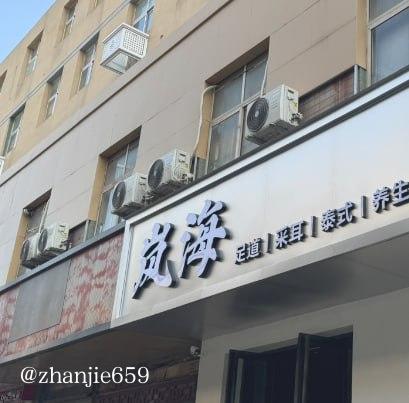 岚海
足道 | 采耳 | 泰式 | 养生
@zhanjie659